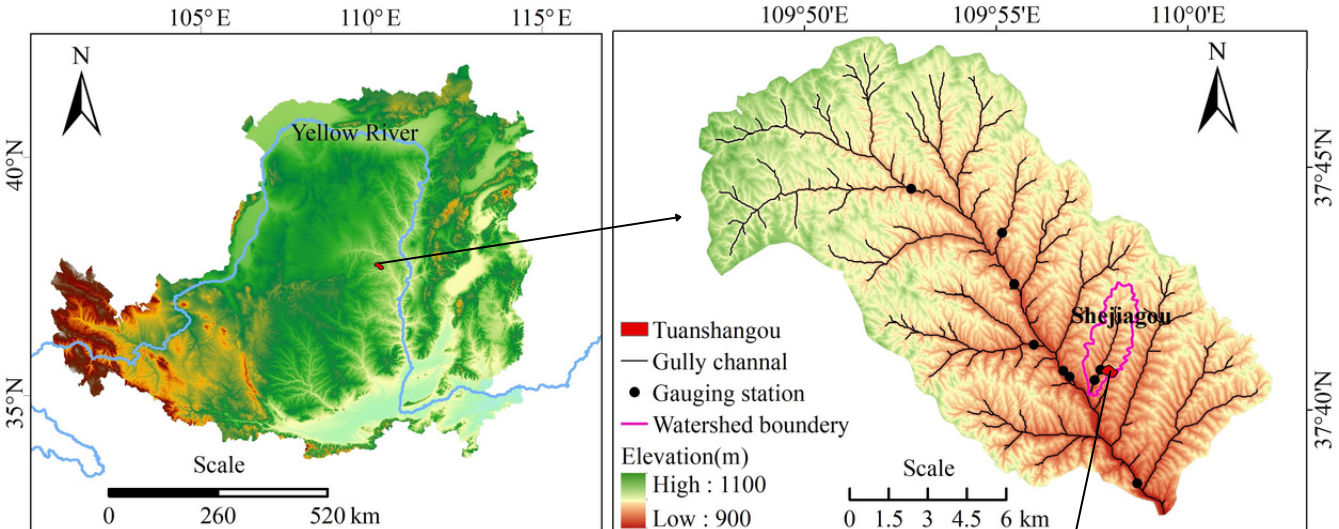 105°E 110°E 115°E
40°N
35°N
N
Yellow River
Scale
0 260 520 km
109°50'E 109°55'E 110°0'E
37°45'N
37°40'N
N
Shejiagou
Tuanshangou
Gully channal
Gauging station
Watershed boundery
Elevation(m)
High : 1100
Low : 900
Scale
0 1.5 3 4.5 6 km